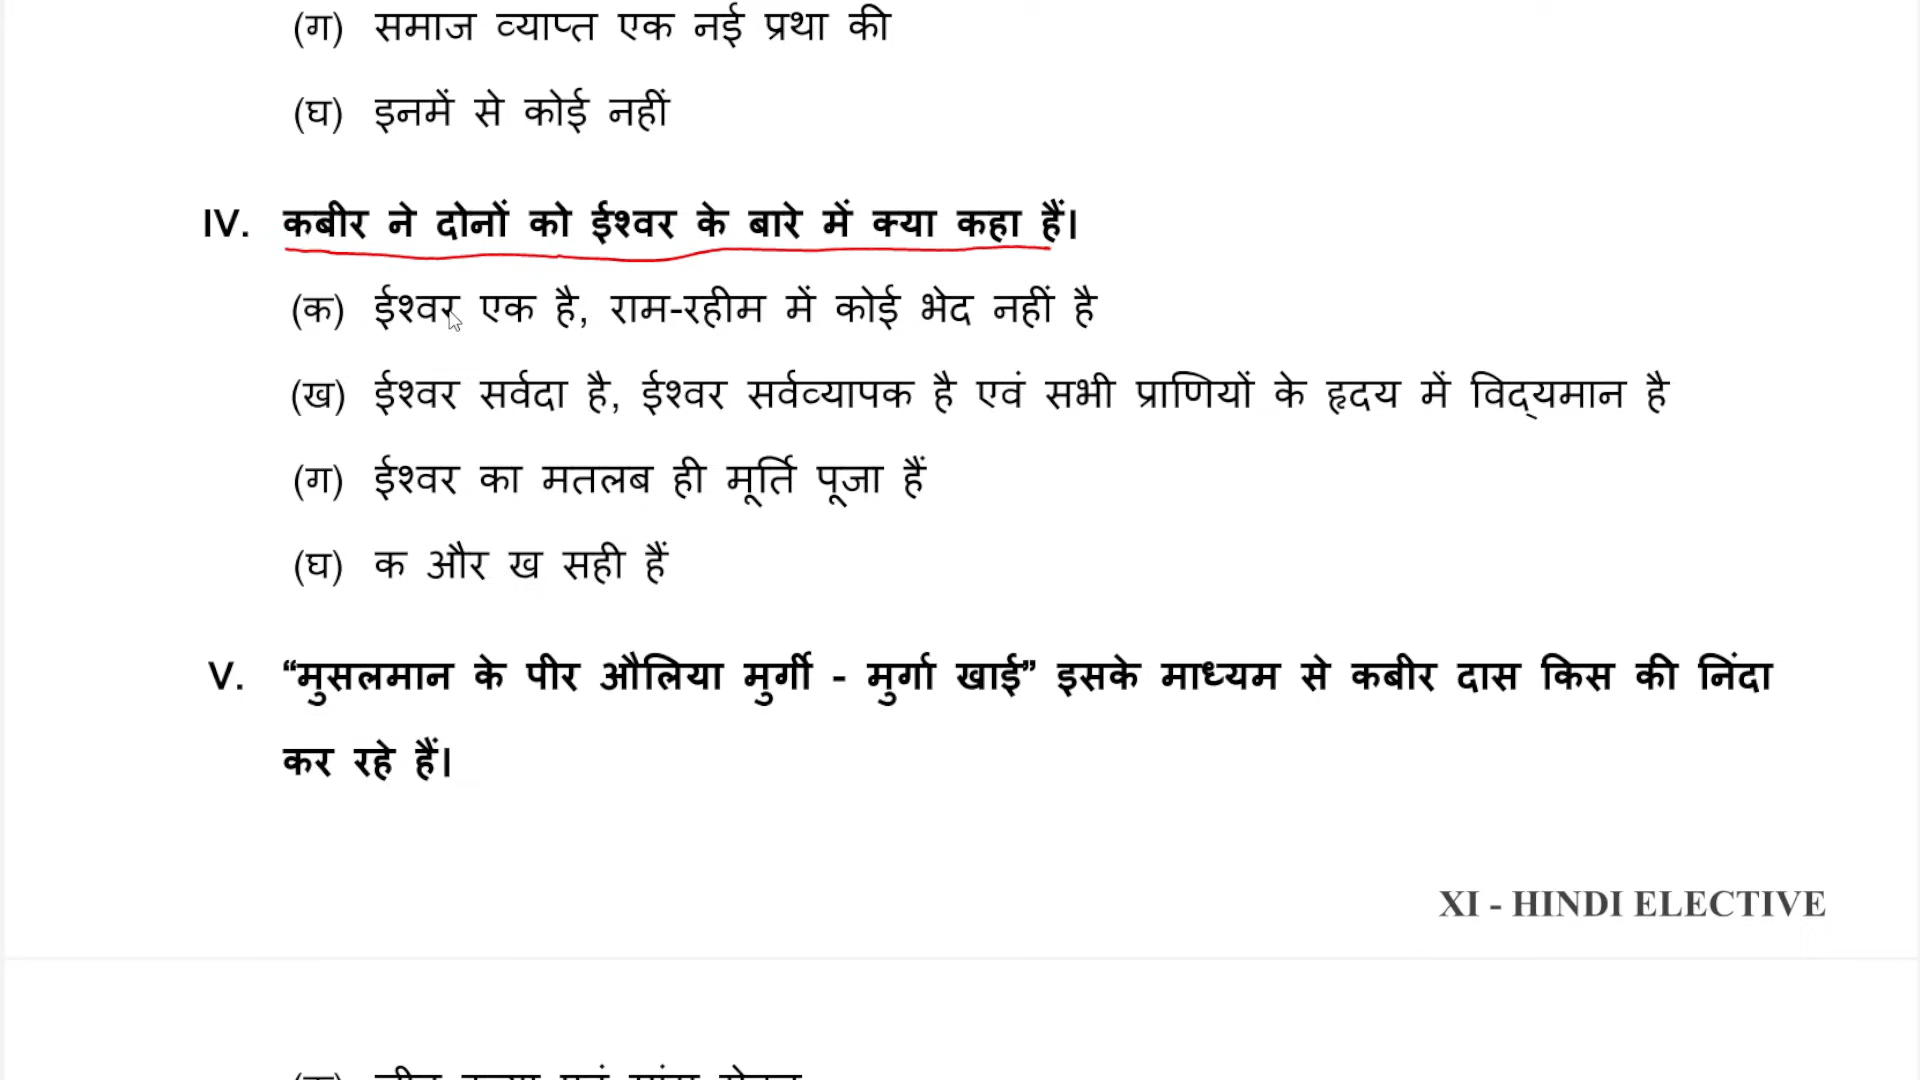 (ग) समाज व्याप्त एक नई प्रथा की
(घ) इनमें से कोई नहीं
IV. कबीर ने दोनों को ईश्वर के बारे में क्या कहा हैं।
(क) ईश्वर एक है, राम-रहीम में कोई भेद नहीं है
(ख) ईश्वर सर्वदा है, ईश्वर सर्वव्यापक है एवं सभी प्राणियों के हृदय में विद्यमान है
(ग) ईश्वर का मतलब ही मूर्ति पूजा हैं
(घ) क और ख सही हैं
V. “मुसलमान के पीर औलिया मुर्गी - मुर्गा खाई” इसके माध्यम से कबीर दास किस की निंदा
कर रहे हैं।
XI - HINDI ELECTIVE